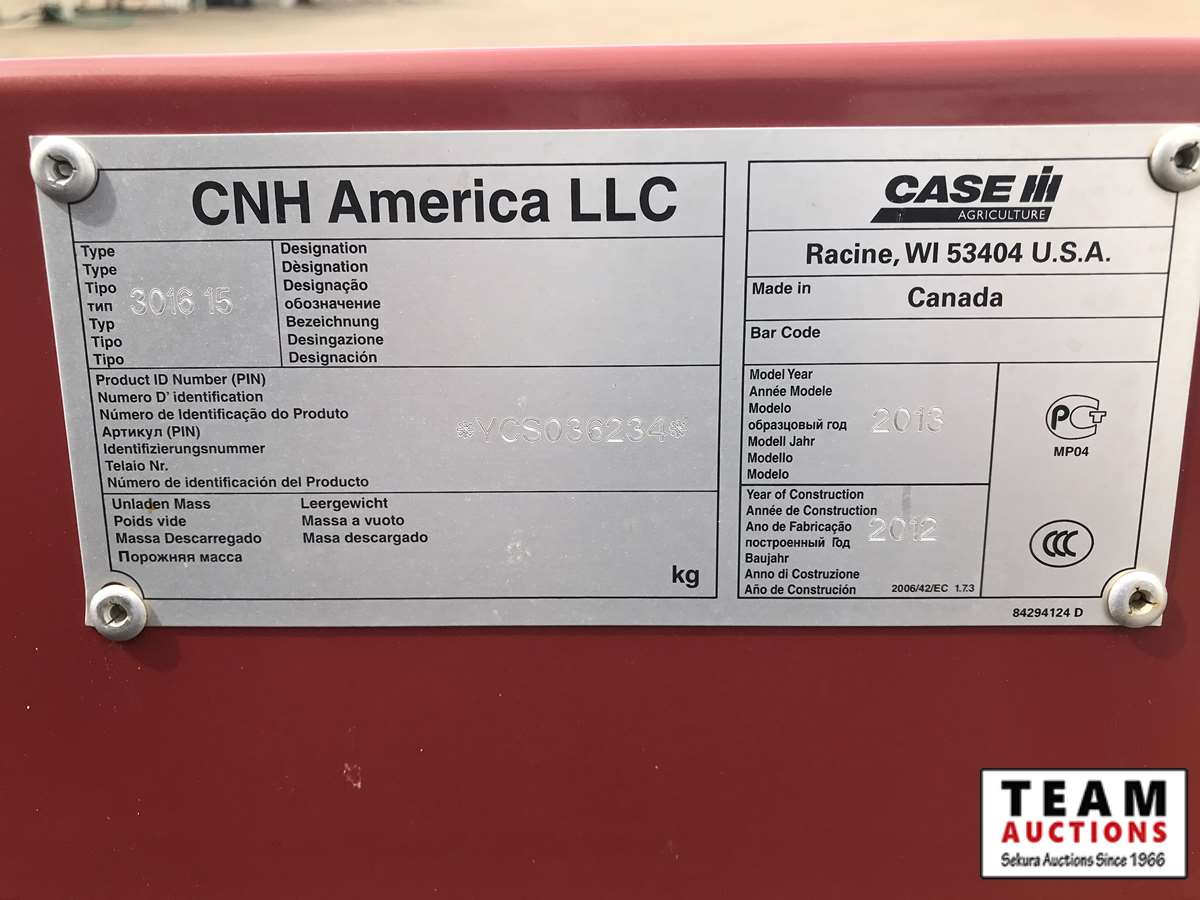 CNH America LLC
Type
Type
Tipo
тип
Typ
Tipo
Tipo
3016 15
Designation
Dèsignation
Designação
обозначение
Bezeichnung
Desingazione
Designación
Product ID Number (PIN)
Numero D' identification
Número de Identificação do Produto
Артикул (PIN)
Identifizierungsnummer
Telaio Nr.
Número de identificación del Producto
*YCS036234*
Unladen Mass
Poids vide
Massa Descarregado
Порожняя масса
Leergewicht
Massa a vuoto
Masa descargado
kg
CASE IH
AGRICULTURE
Racine, WI 53404 U.S.A.
Made in
Canada
Bar Code
Model Year
Année Modele
Modelo
образцовый год
Modell Jahr
Modello
Modelo
2013
Year of Construction
Année de Construction
Ano de Fabricação
построенный Год
Baujahr
Anno di Costruzione
Año de Construción
2012
2006/42/EC 1.7.3
РСТ
MP04
CCC
84294124 D
TEAM
AUCTIONS
Sekura Auctions Since 1966